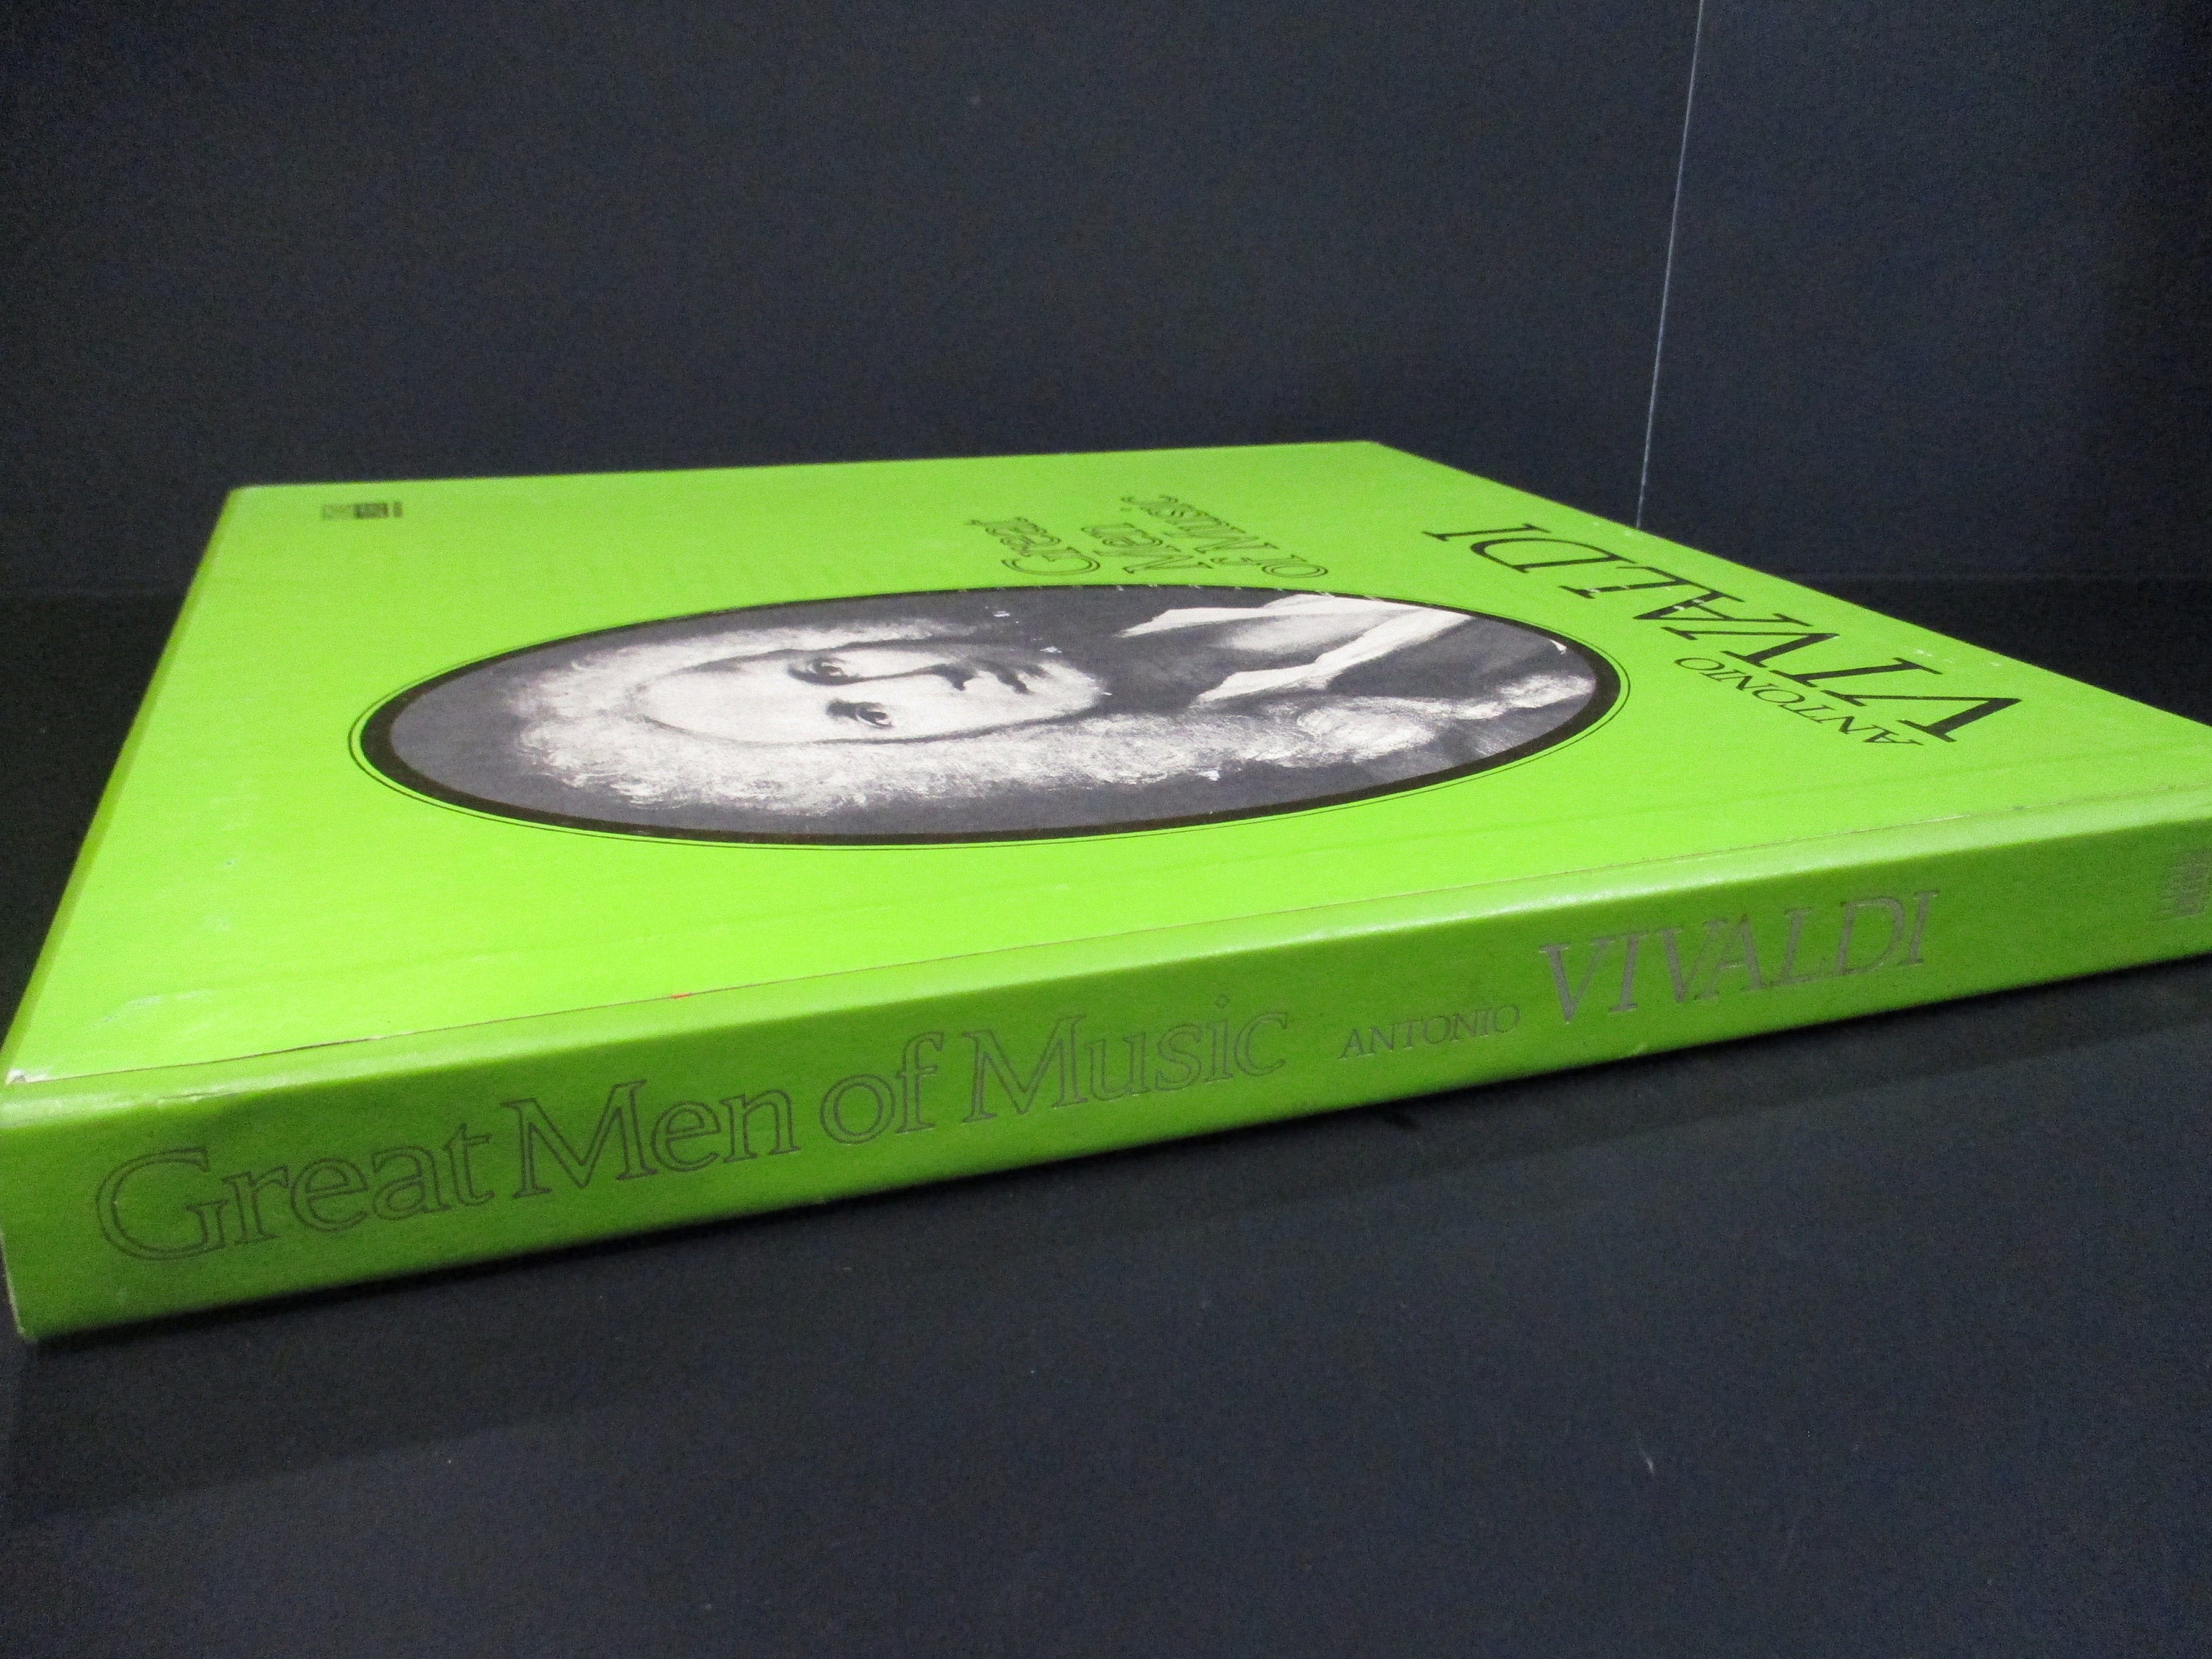 Great
Men
of Music
ANTONIO
VIVALDI
Great Men of Music ANTONIO VIVALDI